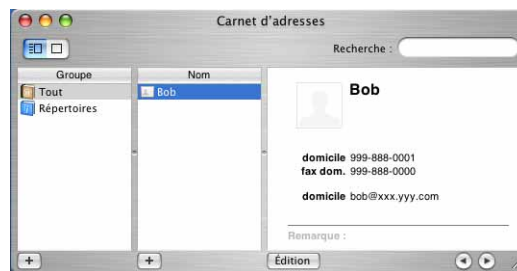 Carnet d'adresses
Recherche :
Groupe
Nom
Tout
Répertoires
Bob
Bob
domicile 999-888-0001
fax dom. 999-888-0000
domicile bob@xxx.yyy.com
Remarque :
+
+
Édition